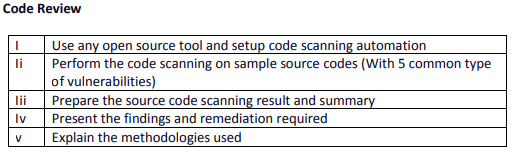 Code Review
I Use any open source tool and setup code scanning automation
Ii Perform the code scanning on sample source codes (With 5 common type
of vulnerabilities)
Iii Prepare the source code scanning result and summary
Iv Present the findings and remediation required
v Explain the methodologies used